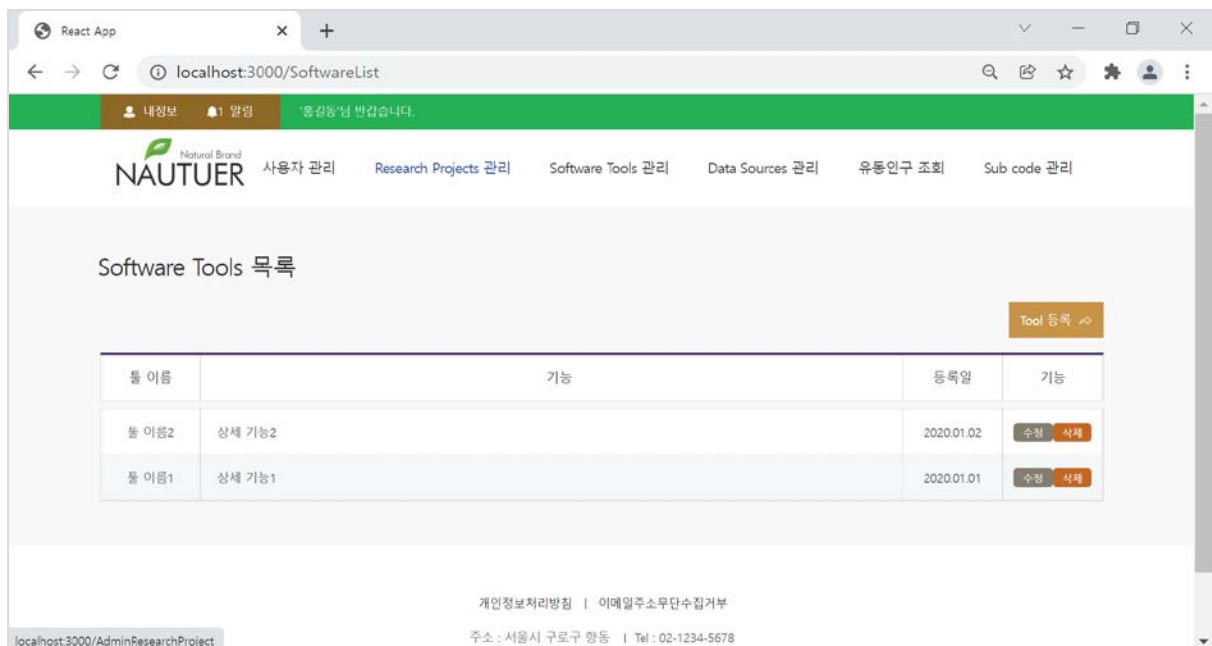 React App
localhost:3000/SoftwareList
내정보 1 알림 '홍길동'님 반갑습니다.
Natural Brand
NAUTUER 사용자 관리 Research Projects 관리 Software Tools 관리 Data Sources 관리 유동인구 조회 Sub code 관리
Software Tools 목록
Tool 등록
툴 이름 기능 등록일 기능
툴 이름2 상세 기능2 2020.01.02 수정 삭제
툴 이름1 상세 기능1 2020.01.01 수정 삭제
개인정보처리방침 | 이메일주소무단수집거부
주소 : 서울시 구로구 항동 | Tel : 02-1234-5678
localhost:3000/AdminResearchProject